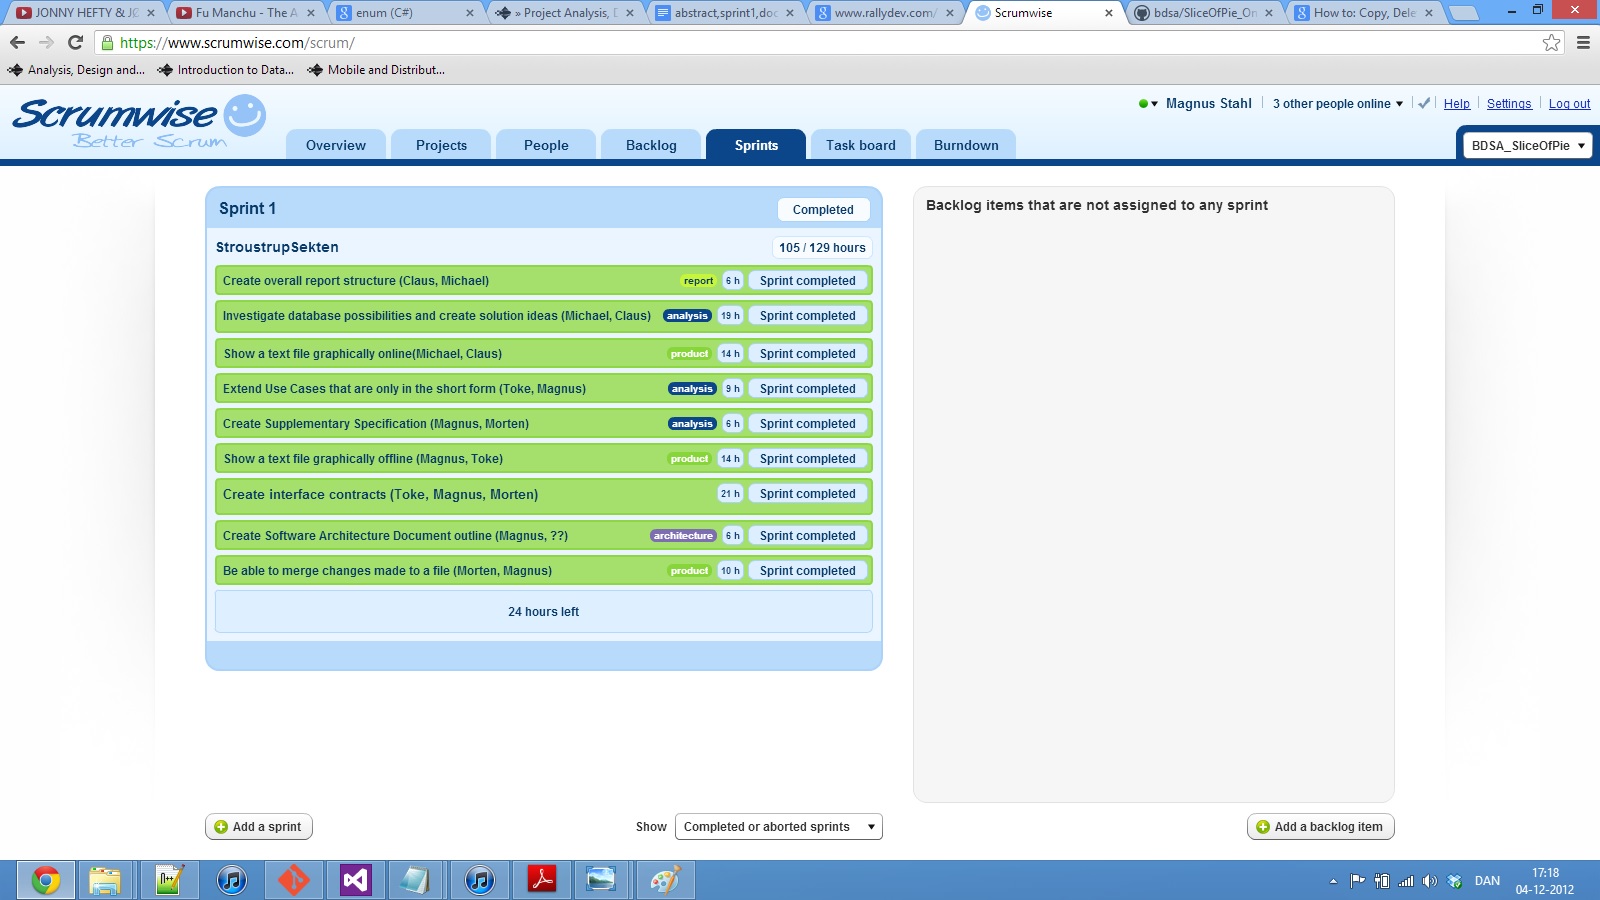 JONNY HEFTY & JØ
Fu Manchu - The A
enum (C#)
» Project Analysis, D
abstract,sprint1,doc
www.rallydev.com/
Scrumwise
bdsa/SliceOfPie_On
How to: Copy, Dele
https://www.scrumwise.com/scrum/
Analysis, Design and...
Introduction to Data...
Mobile and Distribut...
Scrumwise
Better Scrum
Magnus Stahl
3 other people online
Help
Settings
Log out
Overview
Projects
People
Backlog
Sprints
Task board
Burndown
BDSA_SliceOfPie
Sprint 1
Completed
StroustrupSekten
105 / 129 hours
Create overall report structure (Claus, Michael) report 6 h Sprint completed
Investigate database possibilities and create solution ideas (Michael, Claus) analysis 19 h Sprint completed
Show a text file graphically online(Michael, Claus) product 14 h Sprint completed
Extend Use Cases that are only in the short form (Toke, Magnus) analysis 9 h Sprint completed
Create Supplementary Specification (Magnus, Morten) analysis 6 h Sprint completed
Show a text file graphically offline (Magnus, Toke) product 14 h Sprint completed
Create interface contracts (Toke, Magnus, Morten) 21 h Sprint completed
Create Software Architecture Document outline (Magnus, ??) architecture 6 h Sprint completed
Be able to merge changes made to a file (Morten, Magnus) product 10 h Sprint completed
24 hours left
Backlog items that are not assigned to any sprint
Add a sprint
Show
Completed or aborted sprints
Add a backlog item
DAN
17:18
04-12-2012